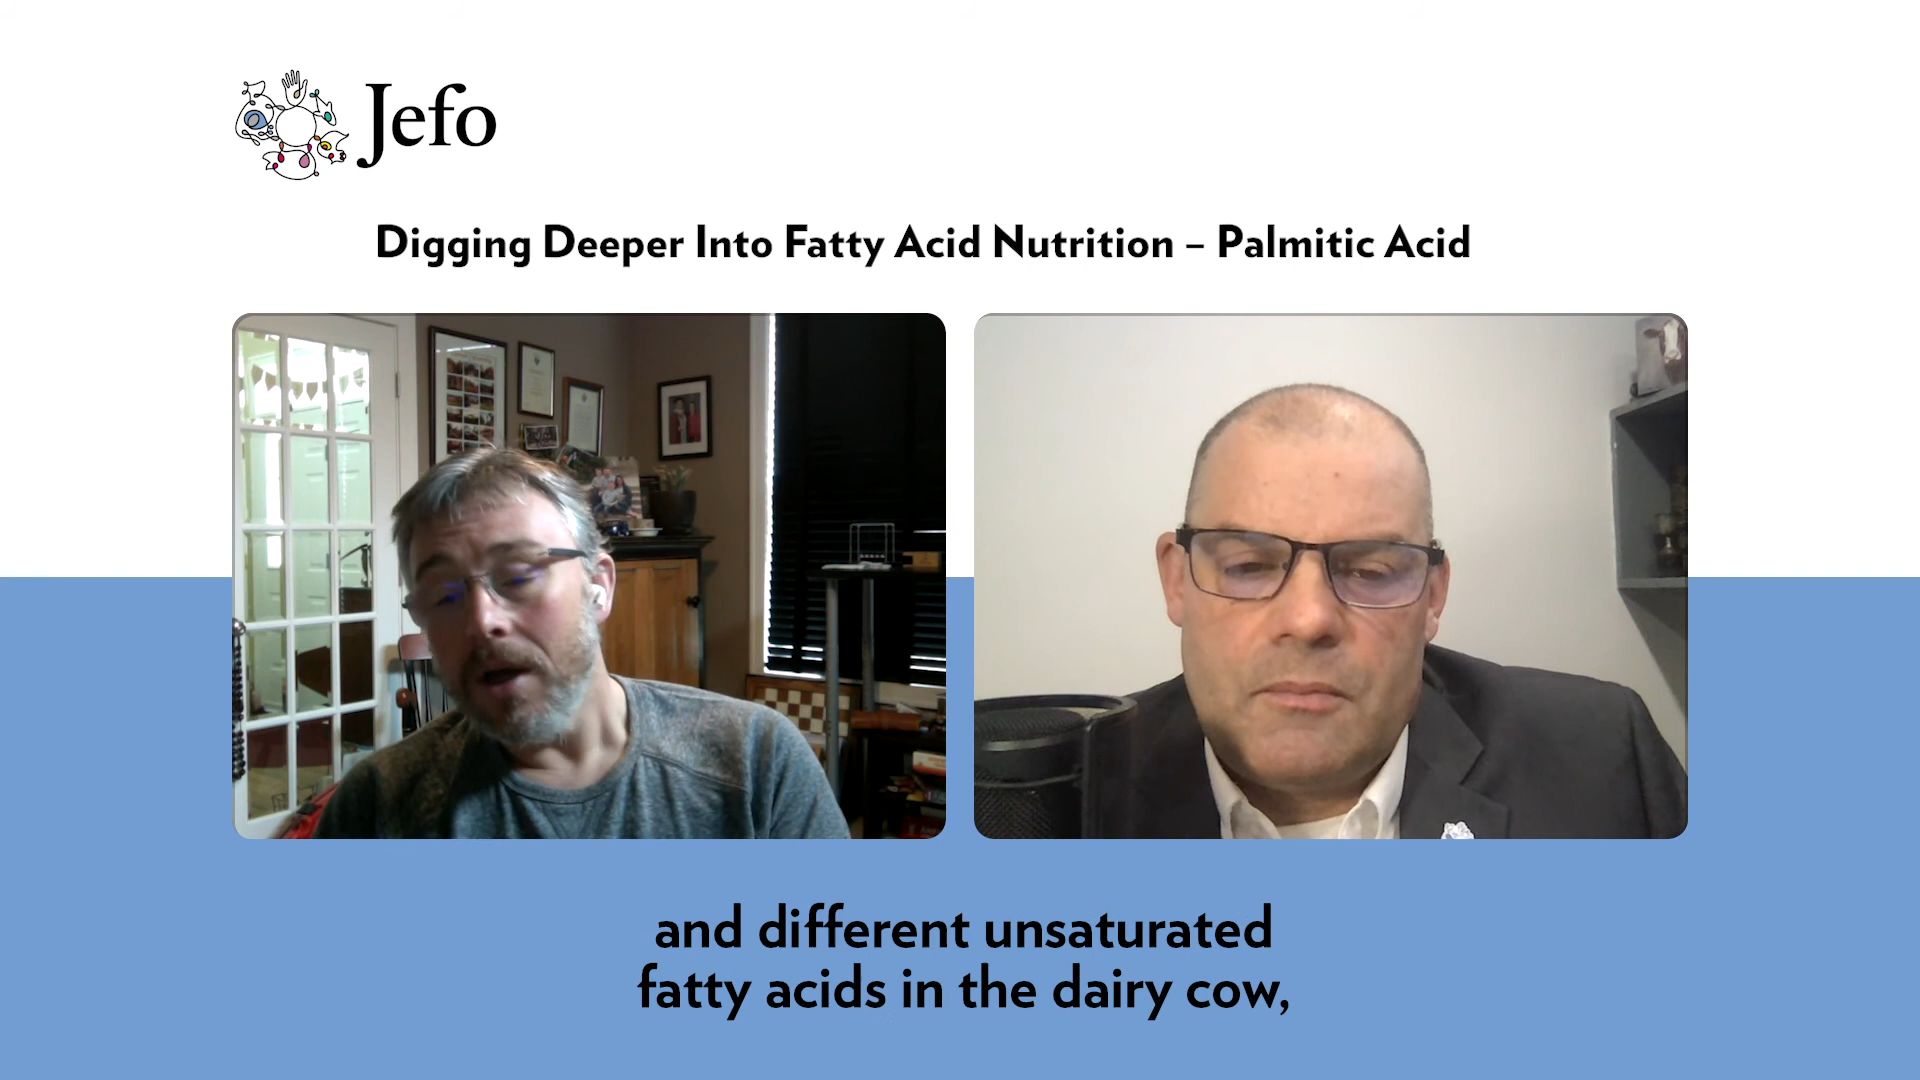 Jefo
Digging Deeper Into Fatty Acid Nutrition – Palmitic Acid
and different unsaturated
fatty acids in the dairy cow,